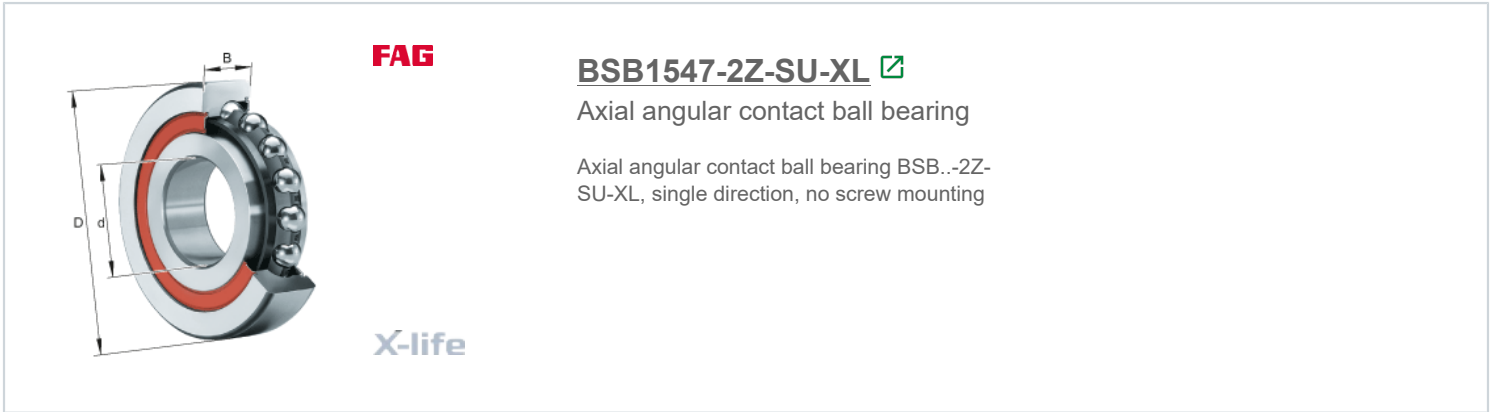 B
FAG
D
d
X-life
BSB1547-2Z-SU-XL
Axial angular contact ball bearing
Axial angular contact ball bearing BSB..-2Z-
SU-XL, single direction, no screw mounting